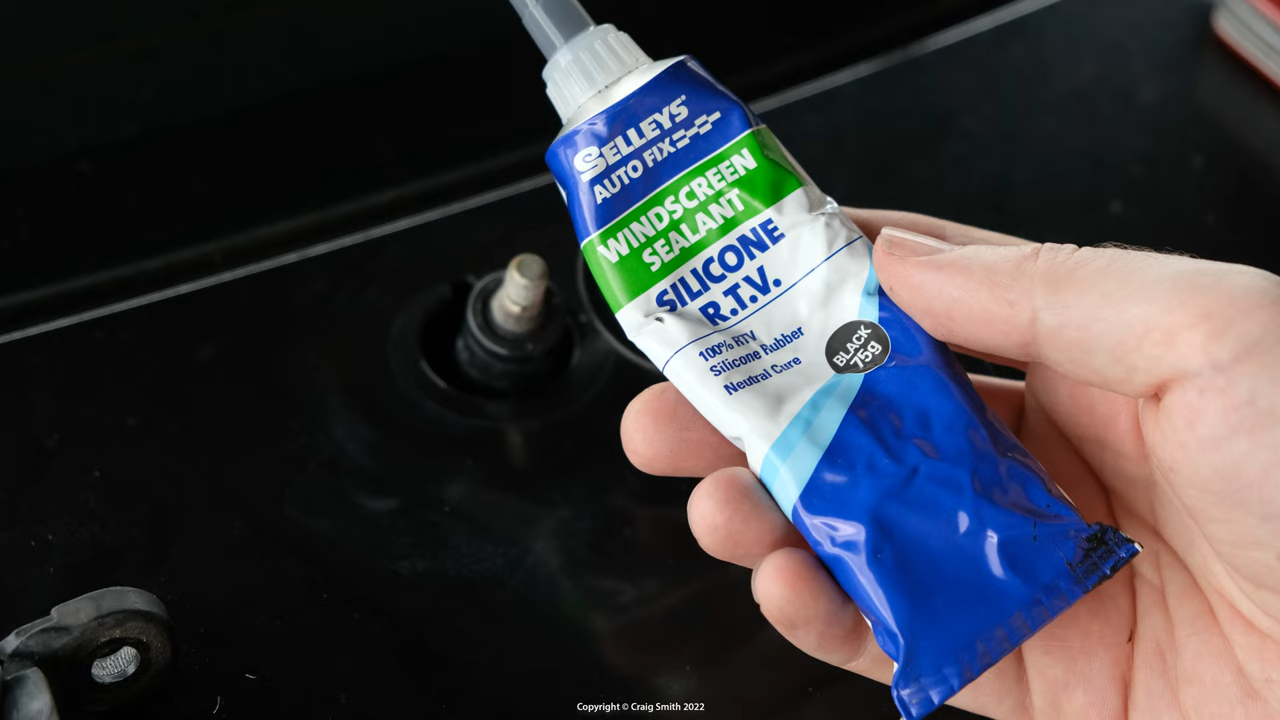 SELLEYS®
AUTO FIX
WINDSCREEN
SEALANT
SILICONE
R.T.V.
100% RTV
Silicone Rubber
Neutral Cure
BLACK
75g
Copyright © Craig Smith 2022